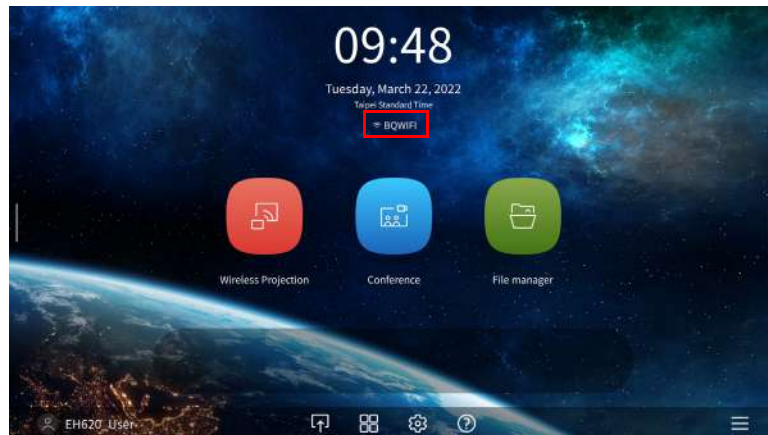 09:48
Tuesday, March 22, 2022
Taipei Standard Time
BQWIFI
Wireless Projection
Conference
File manager
EH620_User